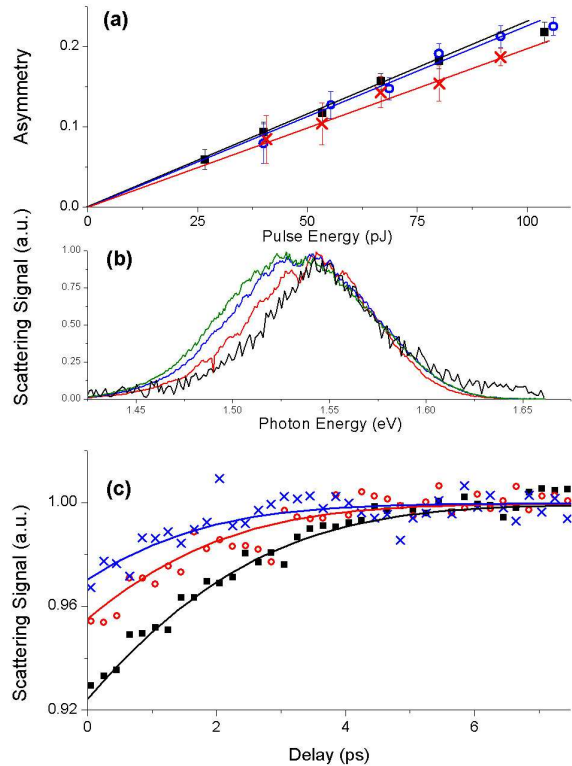 (a)
Asymmetry
0.2
0.1
0.0
0 25 50 75 100
Pulse Energy (pJ)
(b)
Scattering Signal (a.u.)
1.00
0.75
0.50
0.25
0.00
1.45 1.50 1.55 1.60 1.65
Photon Energy (eV)
(c)
Scattering Signal (a.u.)
1.00
0.96
0.92
0 2 4 6
Delay (ps)